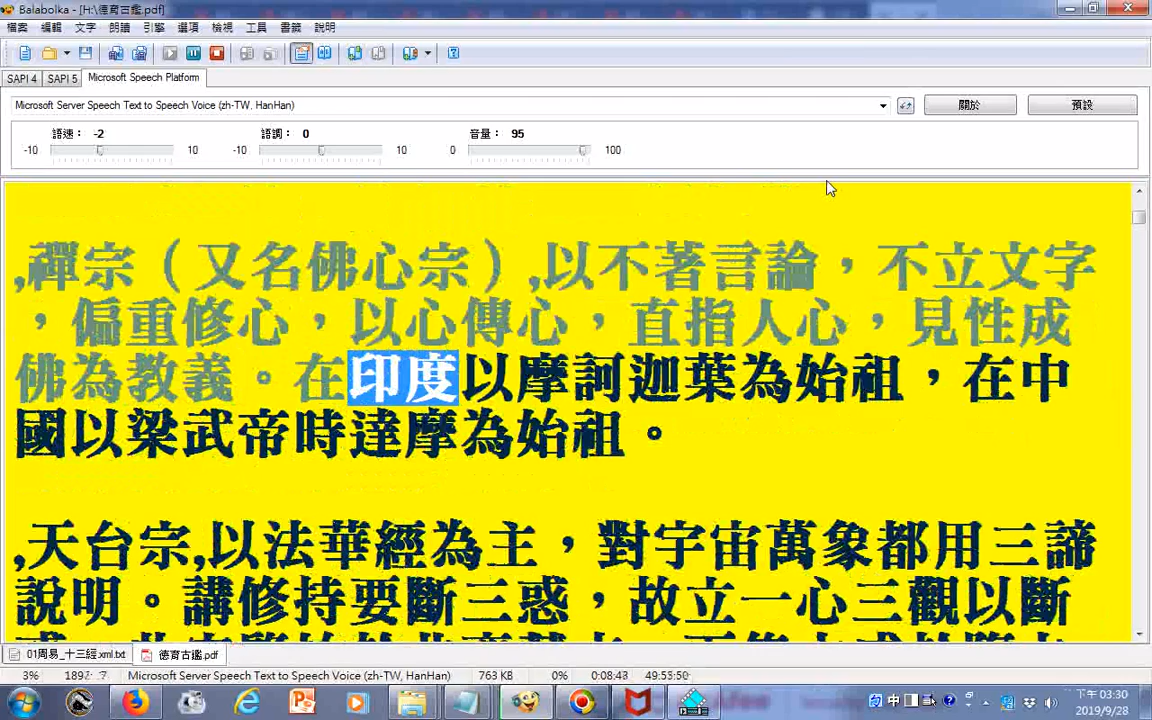 Balabolka - [H:\德育古鑑.pdf]
檔案 編輯 文字 朗讀 引擎 選項 檢視 工具 書籤 說明
SAPI 4 SAPI 5 Microsoft Speech Platform
Microsoft Server Speech Text to Speech Voice (zh-TW, HanHan) 關於 預設
語速： -2 語調： 0 音量： 95
-10 10 -10 10 0 100
,禪宗（又名佛心宗）,以不著言論，不立文字
，偏重修心，以心傳心，直指人心，見性成
佛為教義。在印度以摩訶迦葉為始祖，在中
國以梁武帝時達摩為始祖。
,天台宗,以法華經為主，對宇宙萬象都用三諦
說明。講修持要斷三惑，故立一心三觀以斷
01周易_十三經.xml.txt 德育古鑑.pdf
3% Microsoft Server Speech Text to Speech Voice (zh-TW, HanHan) 763 KB 0% 0:08:43 49:53:50
中 下午 03:30
2019/9/28